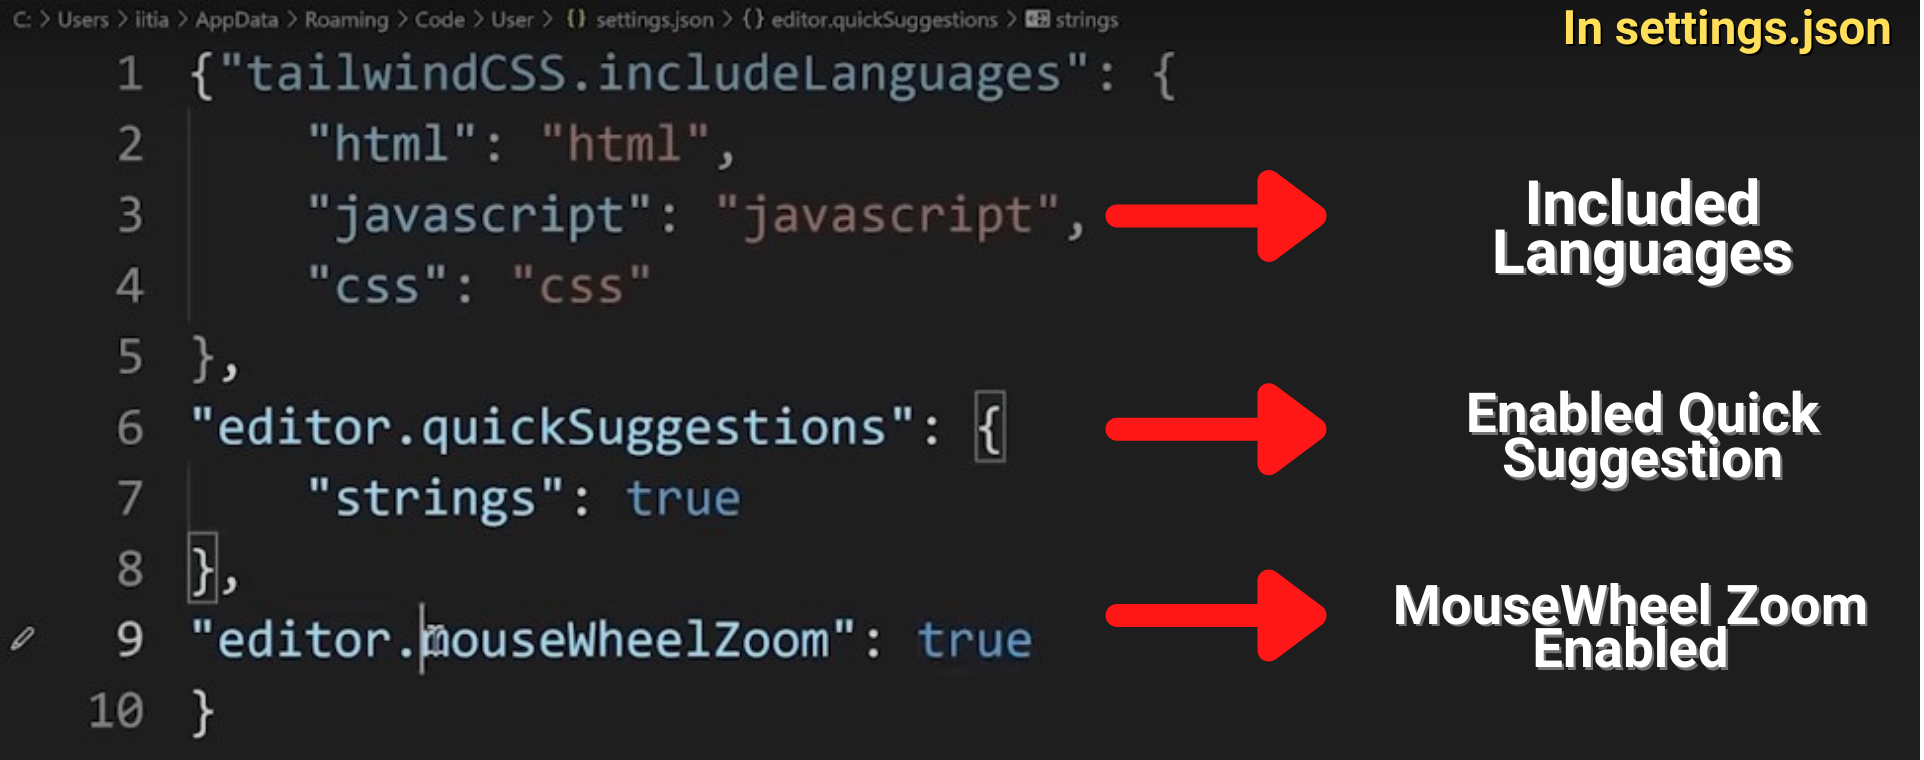 C: > Users > iitia > AppData > Roaming > Code > User > {} settings.json > {} editor.quickSuggestions > strings
In settings.json
1 {"tailwindCSS.includeLanguages": {
2 "html": "html",
3 "javascript": "javascript",
4 "css": "css"
5 },
6 "editor.quickSuggestions": {
7 "strings": true
8 },
9 "editor.mouseWheelZoom": true
10 }
Included
Languages
Enabled Quick
Suggestion
MouseWheel Zoom
Enabled